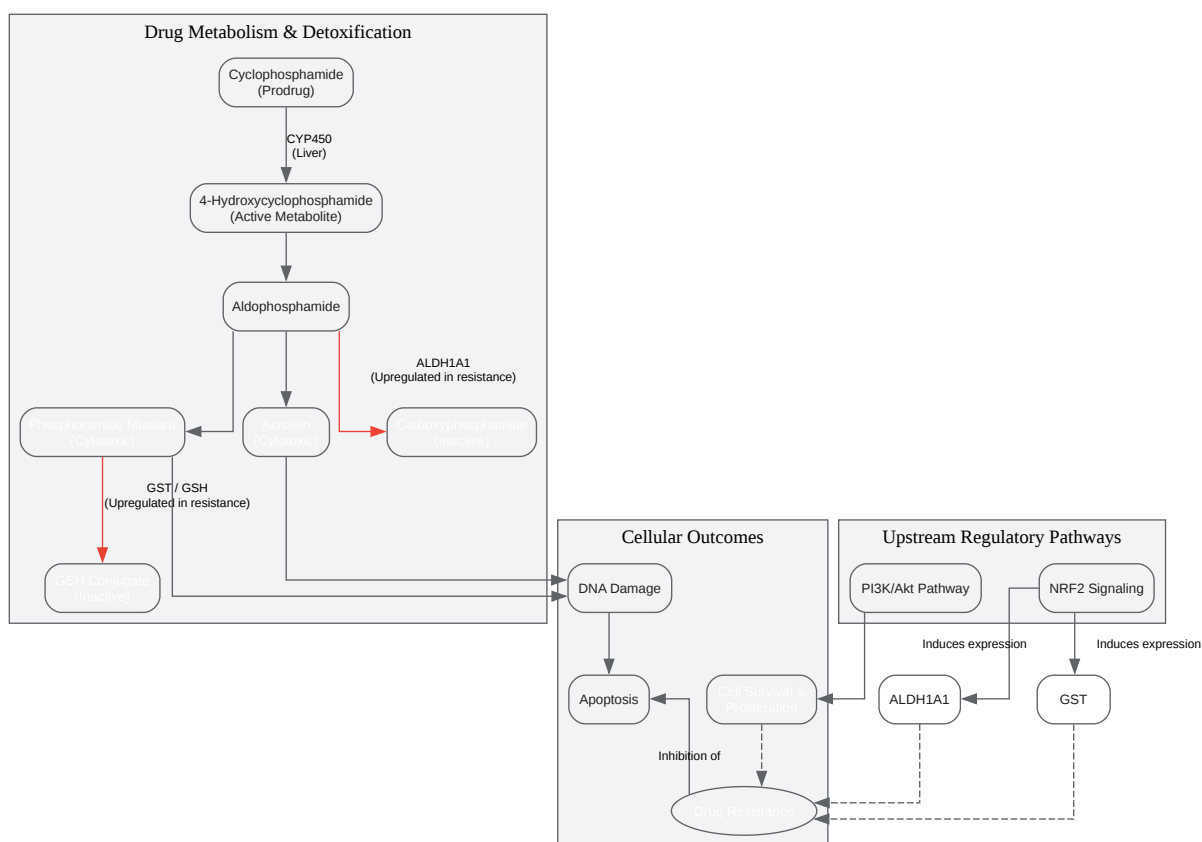 Drug Metabolism & Detoxification
Cyclophosphamide
(Prodrug)
CYP450
(Liver)
4-Hydroxycyclophosphamide
(Active Metabolite)
Aldophosphamide
ALDH1A1
(Upregulated in resistance)
Phosphoramide Mustard
(Cytotoxic)
Acrolein
(Cytotoxic)
Carboxyphosphamide
(Inactive)
GST / GSH
(Upregulated in resistance)
GSH Conjugate
(Inactive)
Cellular Outcomes
DNA Damage
Apoptosis
Cell Survival &
Proliferation
Inhibition of
Drug Resistance
Upstream Regulatory Pathways
PI3K/Akt Pathway
NRF2 Signaling
Induces expression
Induces expression
ALDH1A1
GST